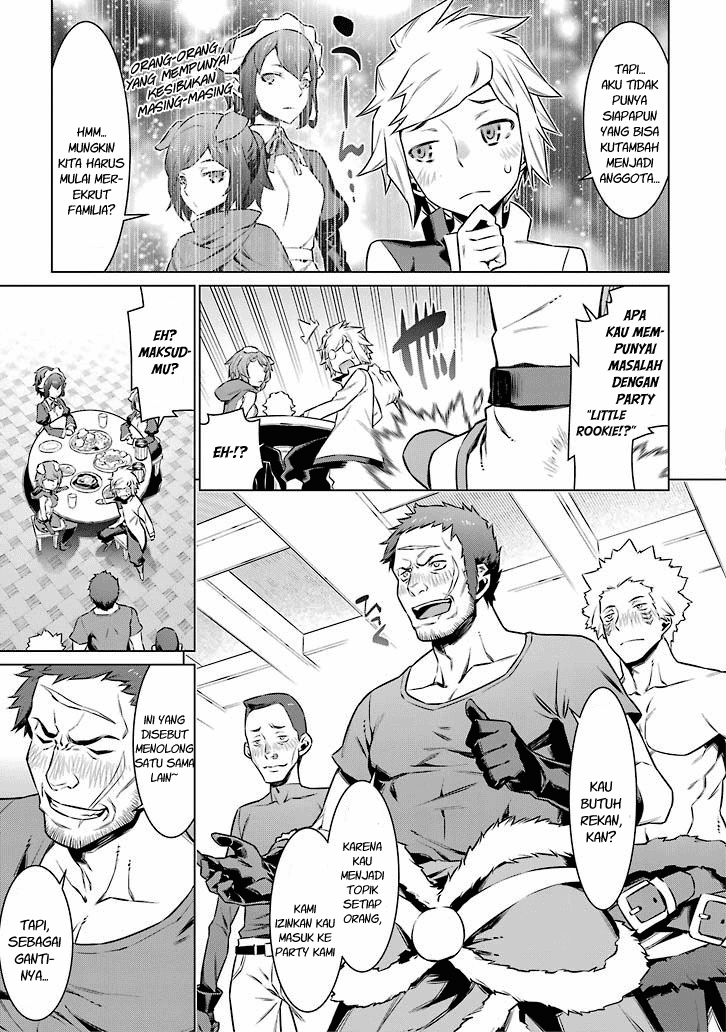 TAPI...
AKU TIDAK
PUNYA
SIAPAPUN
YANG BISA
KUTAMBAH
MENJADI
ANGGOTA...
ORANG-ORANG
YANG MEMPUNYAI
KESIBUKAN
MASING-MASING
HMM...
MUNGKIN
KITA HARUS
MULAI MER-
EKRUT
FAMILIA?
APA
KAU MEM-
PUNYAI
MASALAH
DENGAN
PARTY
"LITTLE
ROOKIE!?"
EH-!?
EH?
MAKSUD-
MU?
KAU
BUTUH
REKAN,
KAN?
KARENA
KAU
MENJADI
TOPIK
SETIAP
ORANG,
KAMI
IZINKAN KAU
MASUK KE
PARTY KAMI
INI YANG
DISEBUT
MENOLONG
SATU SAMA
LAIN~
TAPI,
SEBAGAI
GANTI-
NYA...